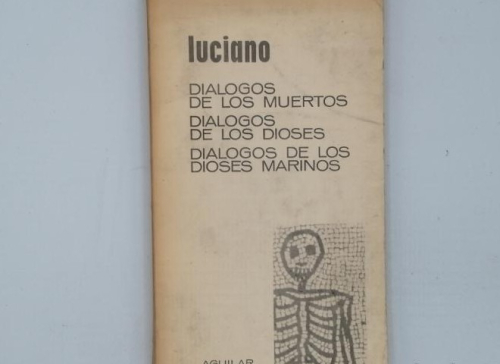 luciano
DIALOGOS
DE LOS MUERTOS
DIALOGOS
DE LOS DIOSES
DIALOGOS DE LOS
DIOSES MARINOS
AGUILAR